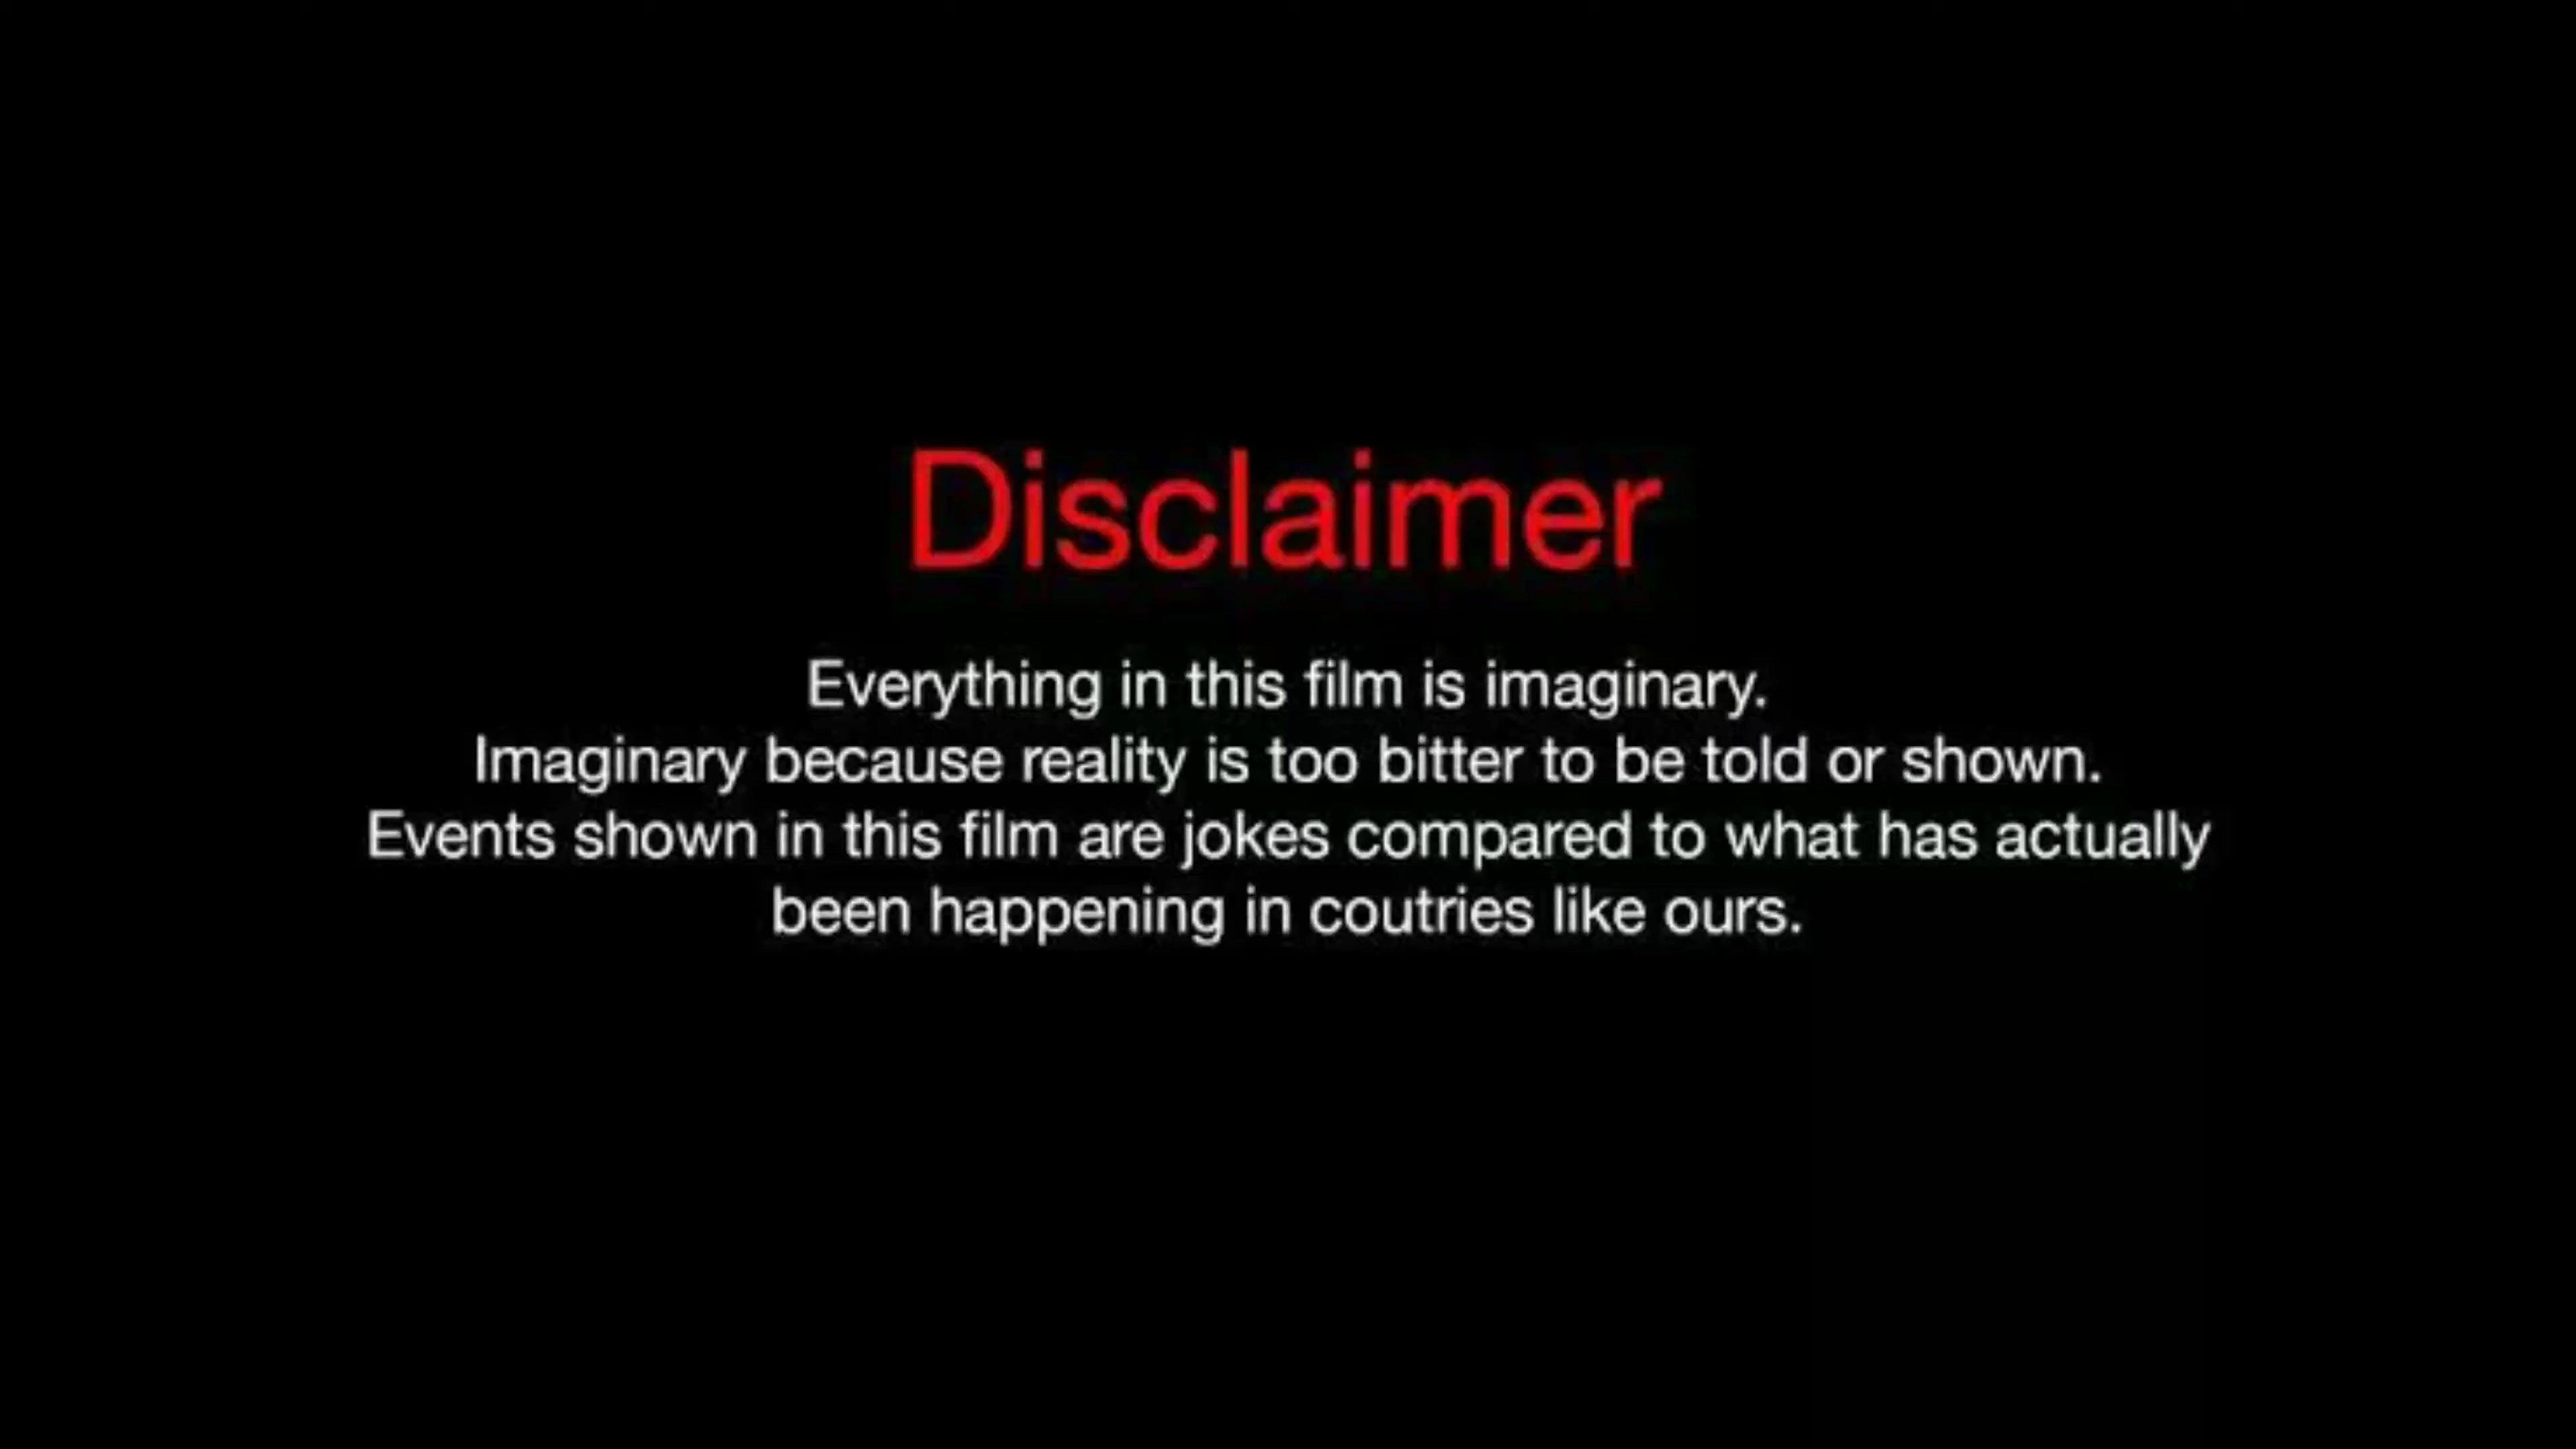 Disclaimer
Everything in this film is imaginary.
Imaginary because reality is too bitter to be told or shown.
Events shown in this film are jokes compared to what has actually
been happening in coutries like ours.